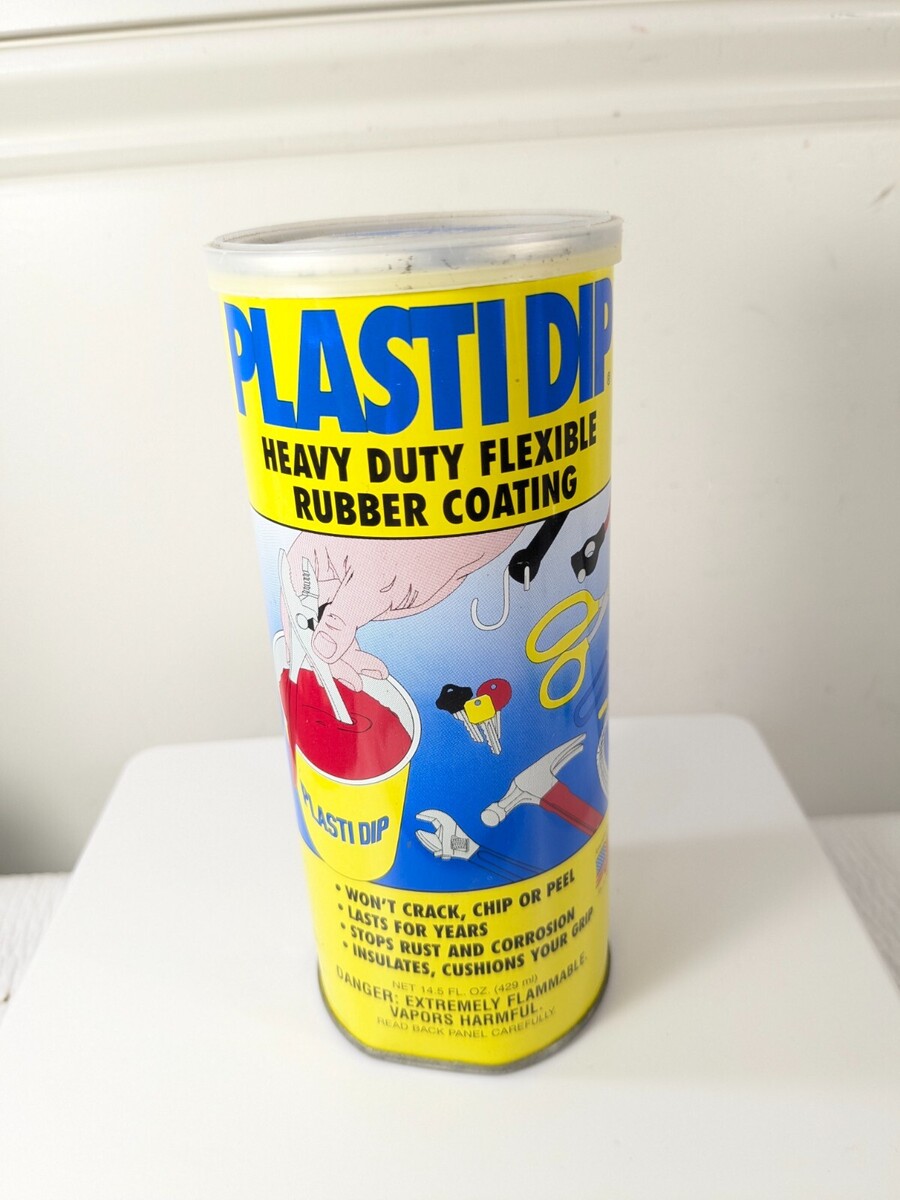 PLASTI DIP®
HEAVY DUTY FLEXIBLE
RUBBER COATING
PLASTI DIP
• WON'T CRACK, CHIP OR PEEL
• LASTS FOR YEARS
• STOPS RUST AND CORROSION
• INSULATES, CUSHIONS YOUR GRIP
NET 14.5 FL. OZ. (429 ml)
DANGER: EXTREMELY FLAMMABLE.
VAPORS HARMFUL.
READ BACK PANEL CAREFULLY